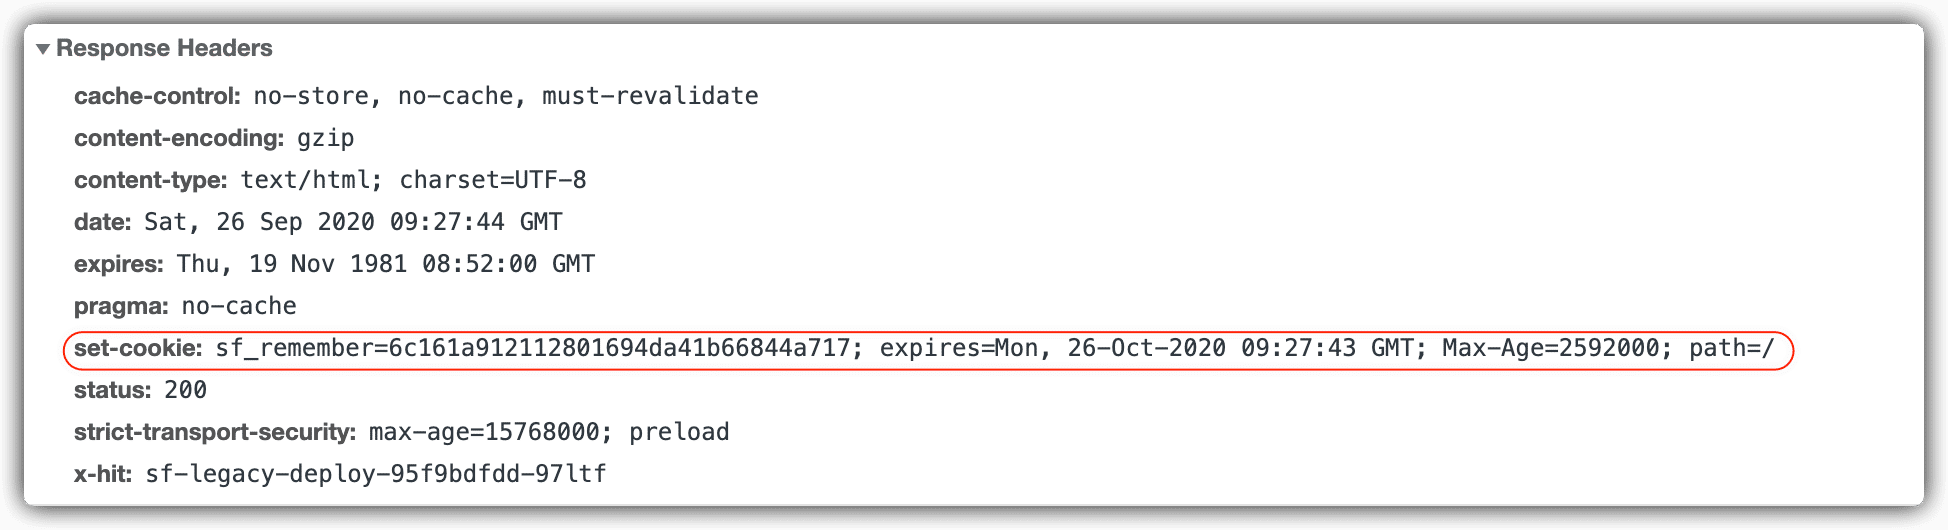 Response Headers
cache-control: no-store, no-cache, must-revalidate
content-encoding: gzip
content-type: text/html; charset=UTF-8
date: Sat, 26 Sep 2020 09:27:44 GMT
expires: Thu, 19 Nov 1981 08:52:00 GMT
pragma: no-cache
set-cookie: sf_remember=6c161a912112801694da41b66844a717; expires=Mon, 26-Oct-2020 09:27:43 GMT; Max-Age=2592000; path=/
status: 200
strict-transport-security: max-age=15768000; preload
x-hit: sf-legacy-deploy-95f9bdfdd-97ltf